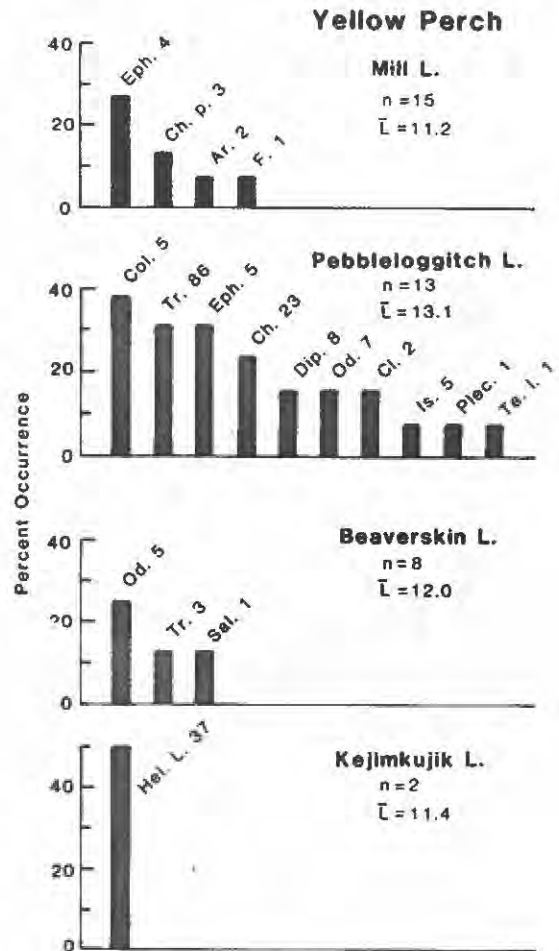 Yellow Perch
Mill L.
n=15
L̅=11.2
40
20
0
Eph. 4
Ch. p. 3
Ar. 2
F. 1
Pebbleloggitch L.
n=13
L̅=13.1
40
20
0
Col. 5
Tr. 86
Eph. 5
Ch. 23
Dip. 8
Od. 7
Cl. 2
Is. 5
Plec. 1
Te. l. 1
Percent Occurrence
Beaverskin L.
n=8
L̅=12.0
40
20
0
Od. 5
Tr. 3
Sal. 1
Kejimkujik L.
n=2
L̅=11.4
40
20
0
Hel. L. 37